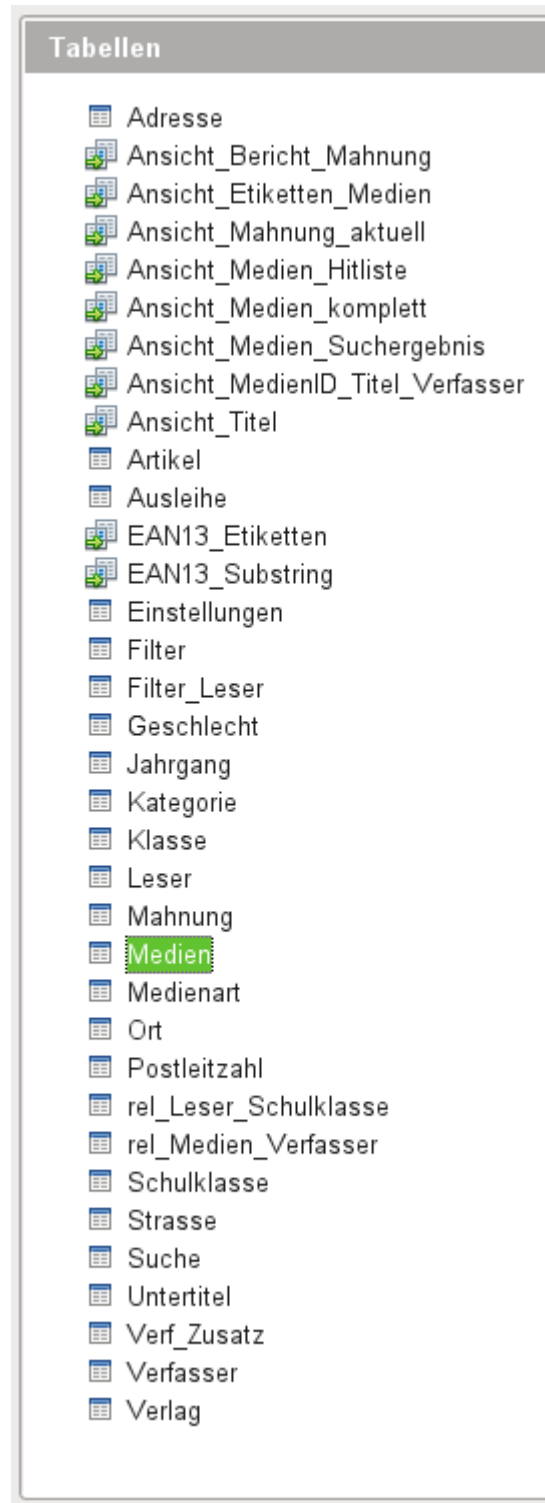 Tabellen
Adresse
Ansicht_Bericht_Mahnung
Ansicht_Etiketten_Medien
Ansicht_Mahnung_aktuell
Ansicht_Medien_Hitliste
Ansicht_Medien_komplett
Ansicht_Medien_Suchergebnis
Ansicht_MedienID_Titel_Verfasser
Ansicht_Titel
Artikel
Ausleihe
EAN13_Etiketten
EAN13_Substring
Einstellungen
Filter
Filter_Leser
Geschlecht
Jahrgang
Kategorie
Klasse
Leser
Mahnung
Medien
Medienart
Ort
Postleitzahl
rel_Leser_Schulklasse
rel_Medien_Verfasser
Schulklasse
Strasse
Suche
Untertitel
Verf_Zusatz
Verfasser
Verlag